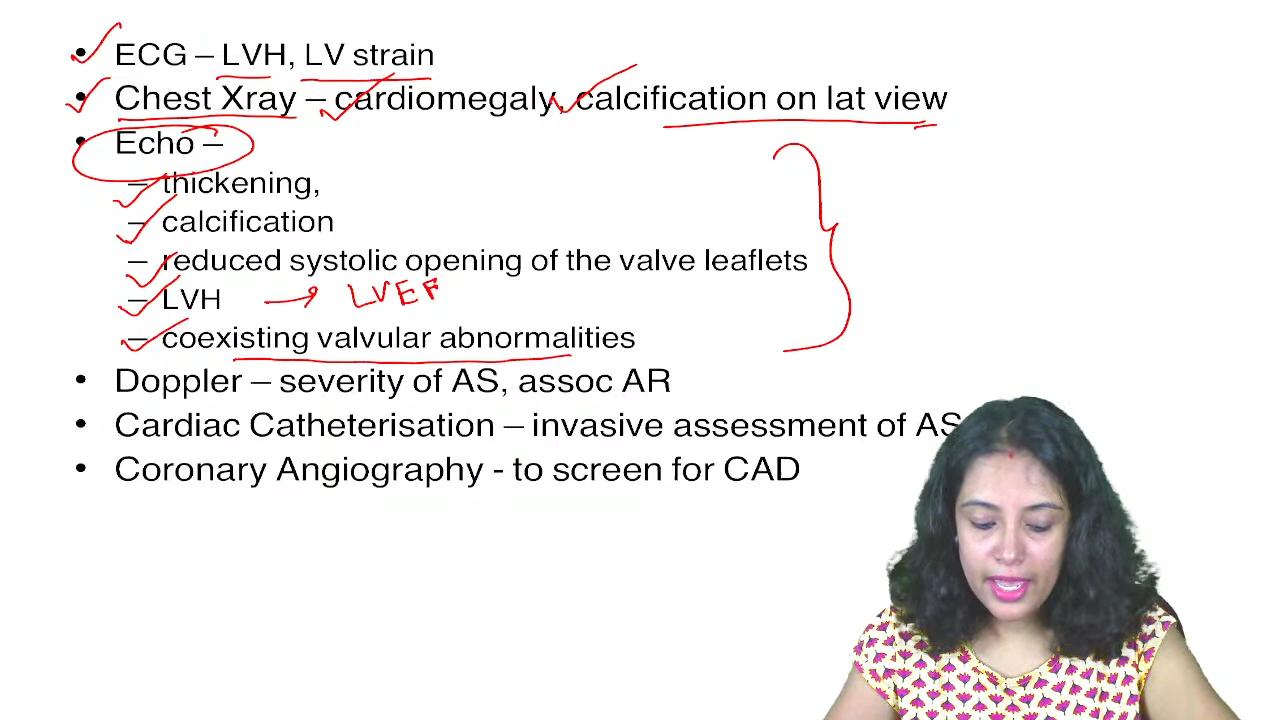 • ECG – LVH, LV strain
• Chest Xray – cardiomegaly, calcification on lat view
• Echo –
– thickening,
– calcification
– reduced systolic opening of the valve leaflets
– LVH → LVEF
– coexisting valvular abnormalities
• Doppler – severity of AS, assoc AR
• Cardiac Catheterisation – invasive assessment of AS
• Coronary Angiography - to screen for CAD